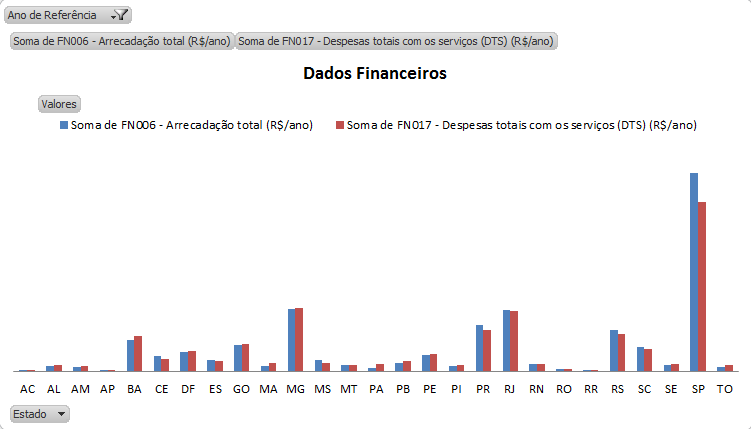 Ano de Referência
Soma de FN006 - Arrecadação total (R$/ano) Soma de FN017 - Despesas totais com os serviços (DTS) (R$/ano)
Dados Financeiros
Valores
Soma de FN006 - Arrecadação total (R$/ano) Soma de FN017 - Despesas totais com os serviços (DTS) (R$/ano)
AC AL AM AP BA CE DF ES GO MA MG MS MT PA PB PE PI PR RJ RN RO RR RS SC SE SP TO
Estado